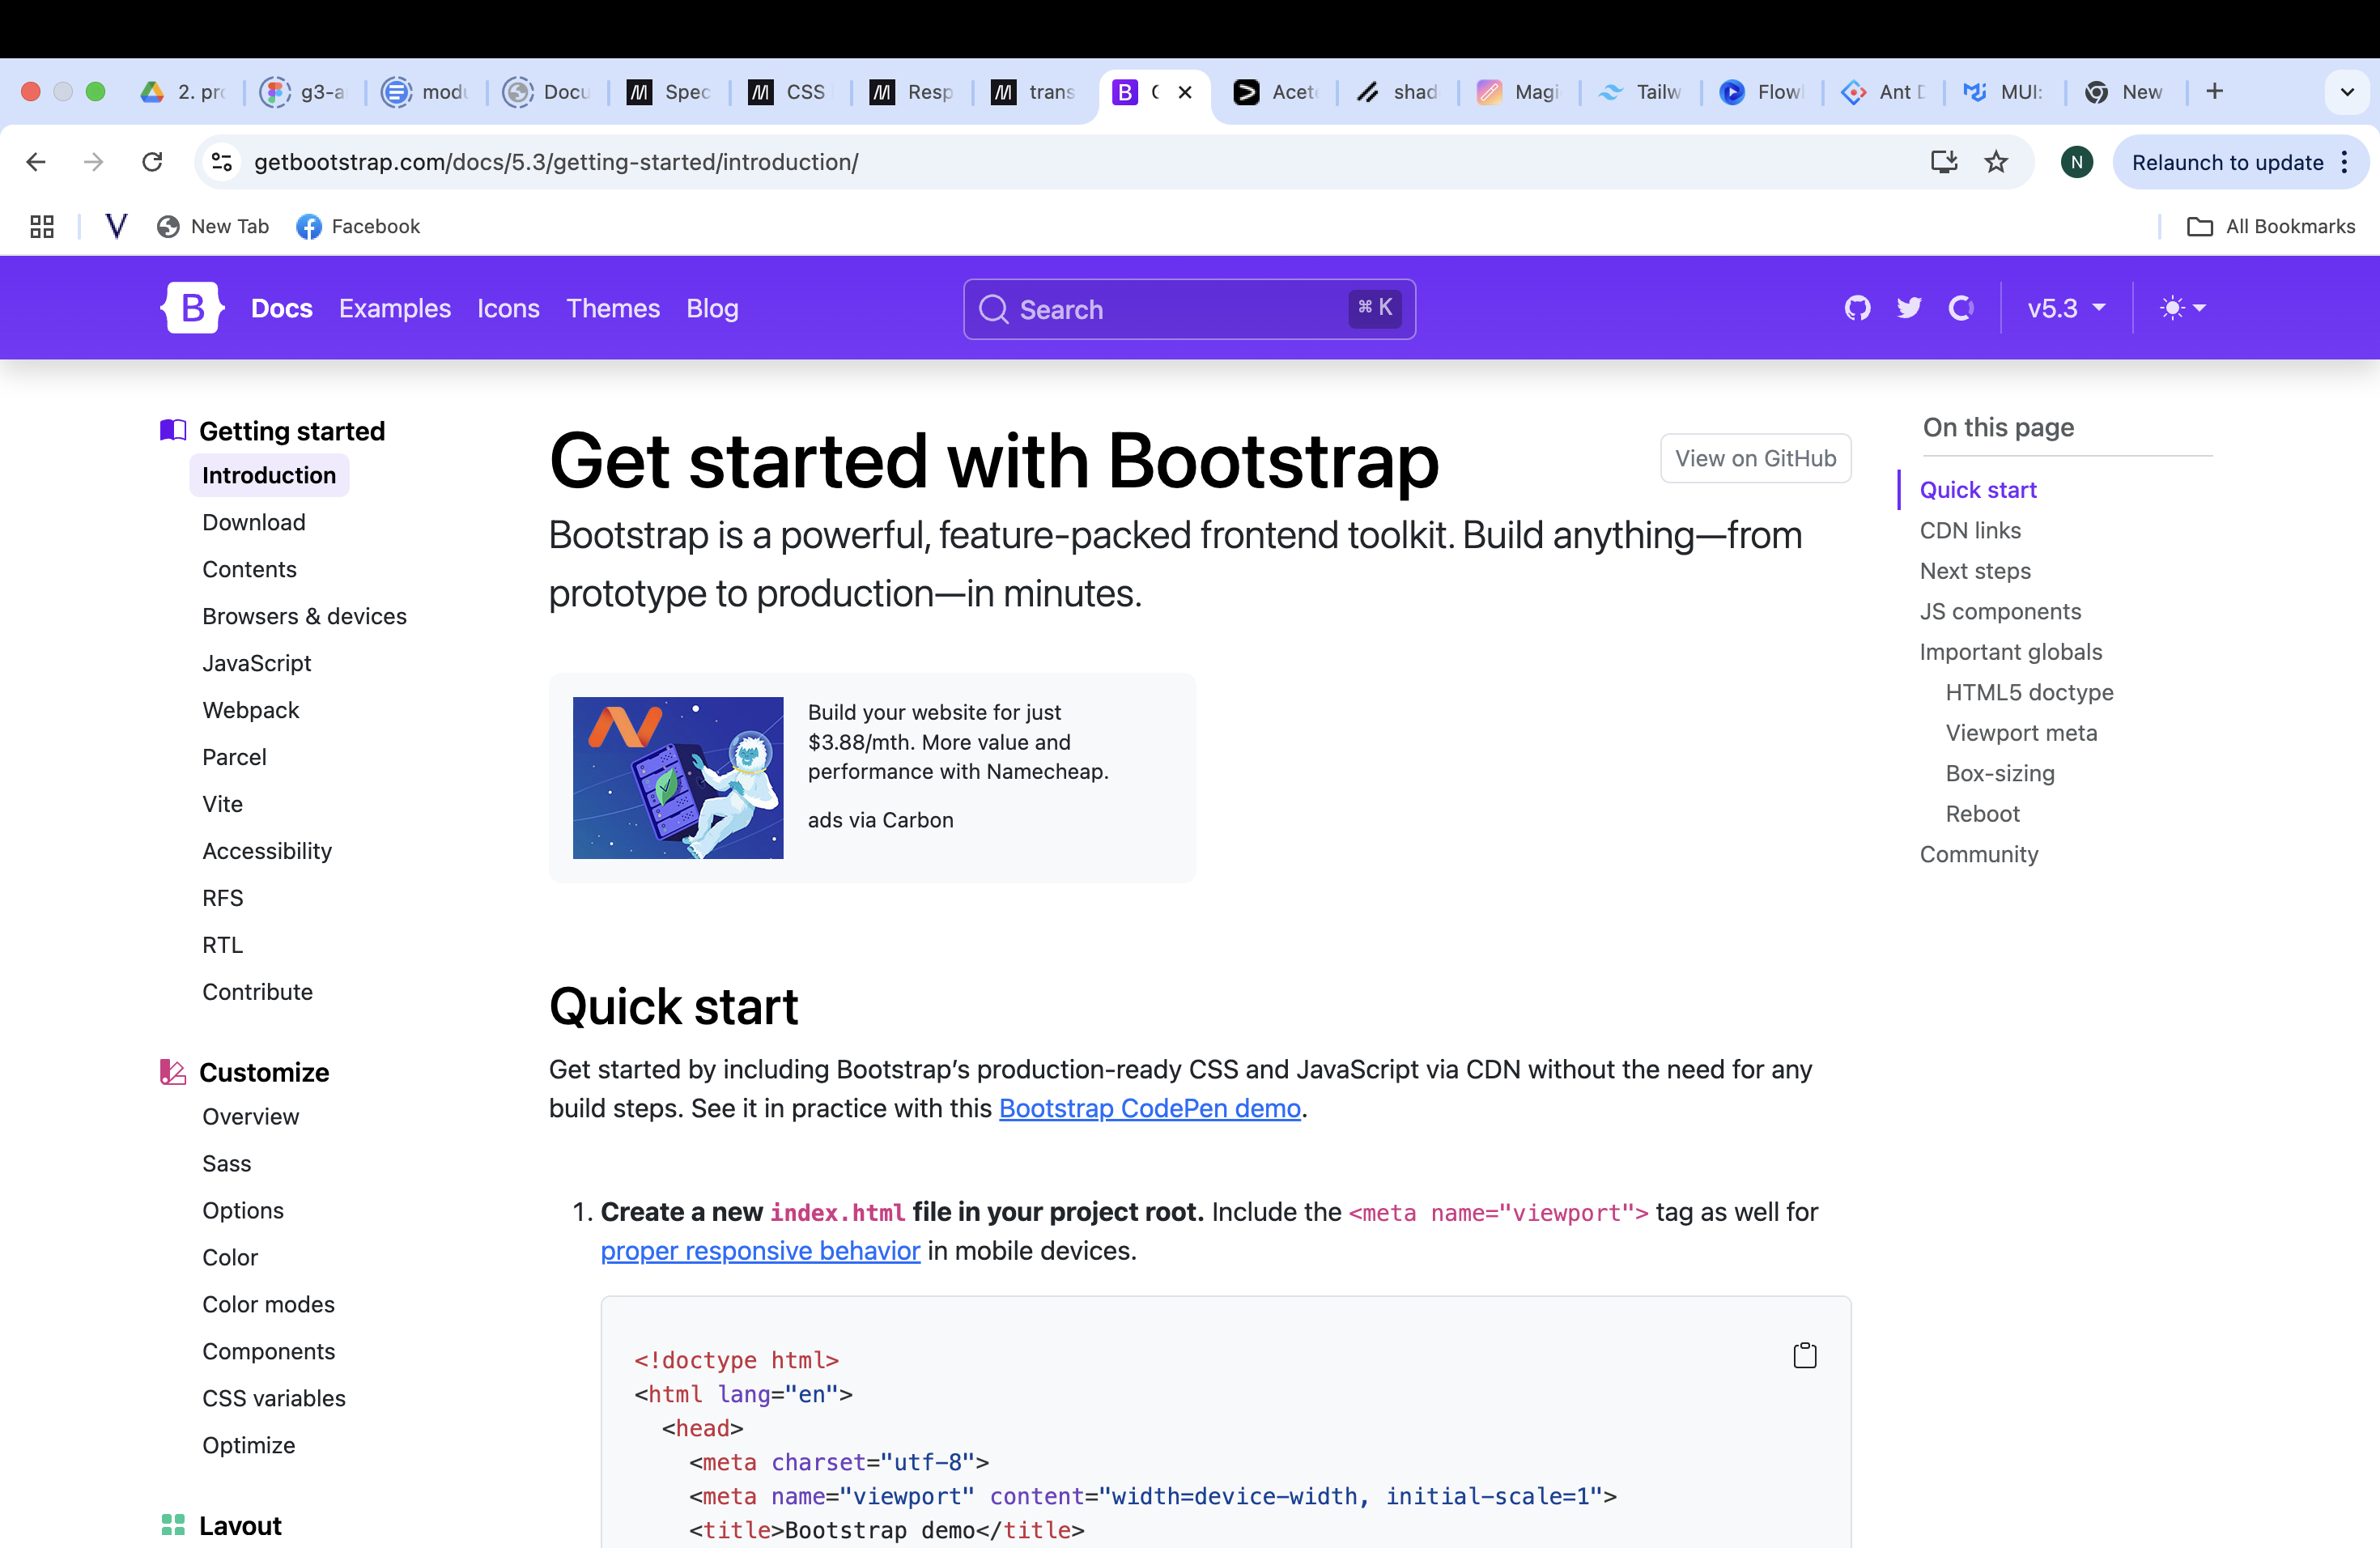 2. pr
g3-a
modu
Docu
Spec
CSS
Resp
trans
Acet
shad
Magi
Tailw
Flow
Ant D
MUI:
New
getbootstrap.com/docs/5.3/getting-started/introduction/
N
Relaunch to update
V
New Tab
Facebook
All Bookmarks
B
Docs
Examples
Icons
Themes
Blog
Search
⌘ K
v5.3
Getting started
Introduction
Download
Contents
Browsers & devices
JavaScript
Webpack
Parcel
Vite
Accessibility
RFS
RTL
Contribute
Customize
Overview
Sass
Options
Color
Color modes
Components
CSS variables
Optimize
Layout
Get started with Bootstrap
View on GitHub
Bootstrap is a powerful, feature-packed frontend toolkit. Build anything—from
prototype to production—in minutes.
Build your website for just
$3.88/mth. More value and
performance with Namecheap.
ads via Carbon
Quick start
Get started by including Bootstrap’s production-ready CSS and JavaScript via CDN without the need for any
build steps. See it in practice with this Bootstrap CodePen demo.
1. Create a new index.html file in your project root. Include the <meta name="viewport"> tag as well for
proper responsive behavior in mobile devices.
<!doctype html>
<html lang="en">
<head>
<meta charset="utf-8">
<meta name="viewport" content="width=device-width, initial-scale=1">
<title>Bootstrap demo</title>
On this page
Quick start
CDN links
Next steps
JS components
Important globals
HTML5 doctype
Viewport meta
Box-sizing
Reboot
Community